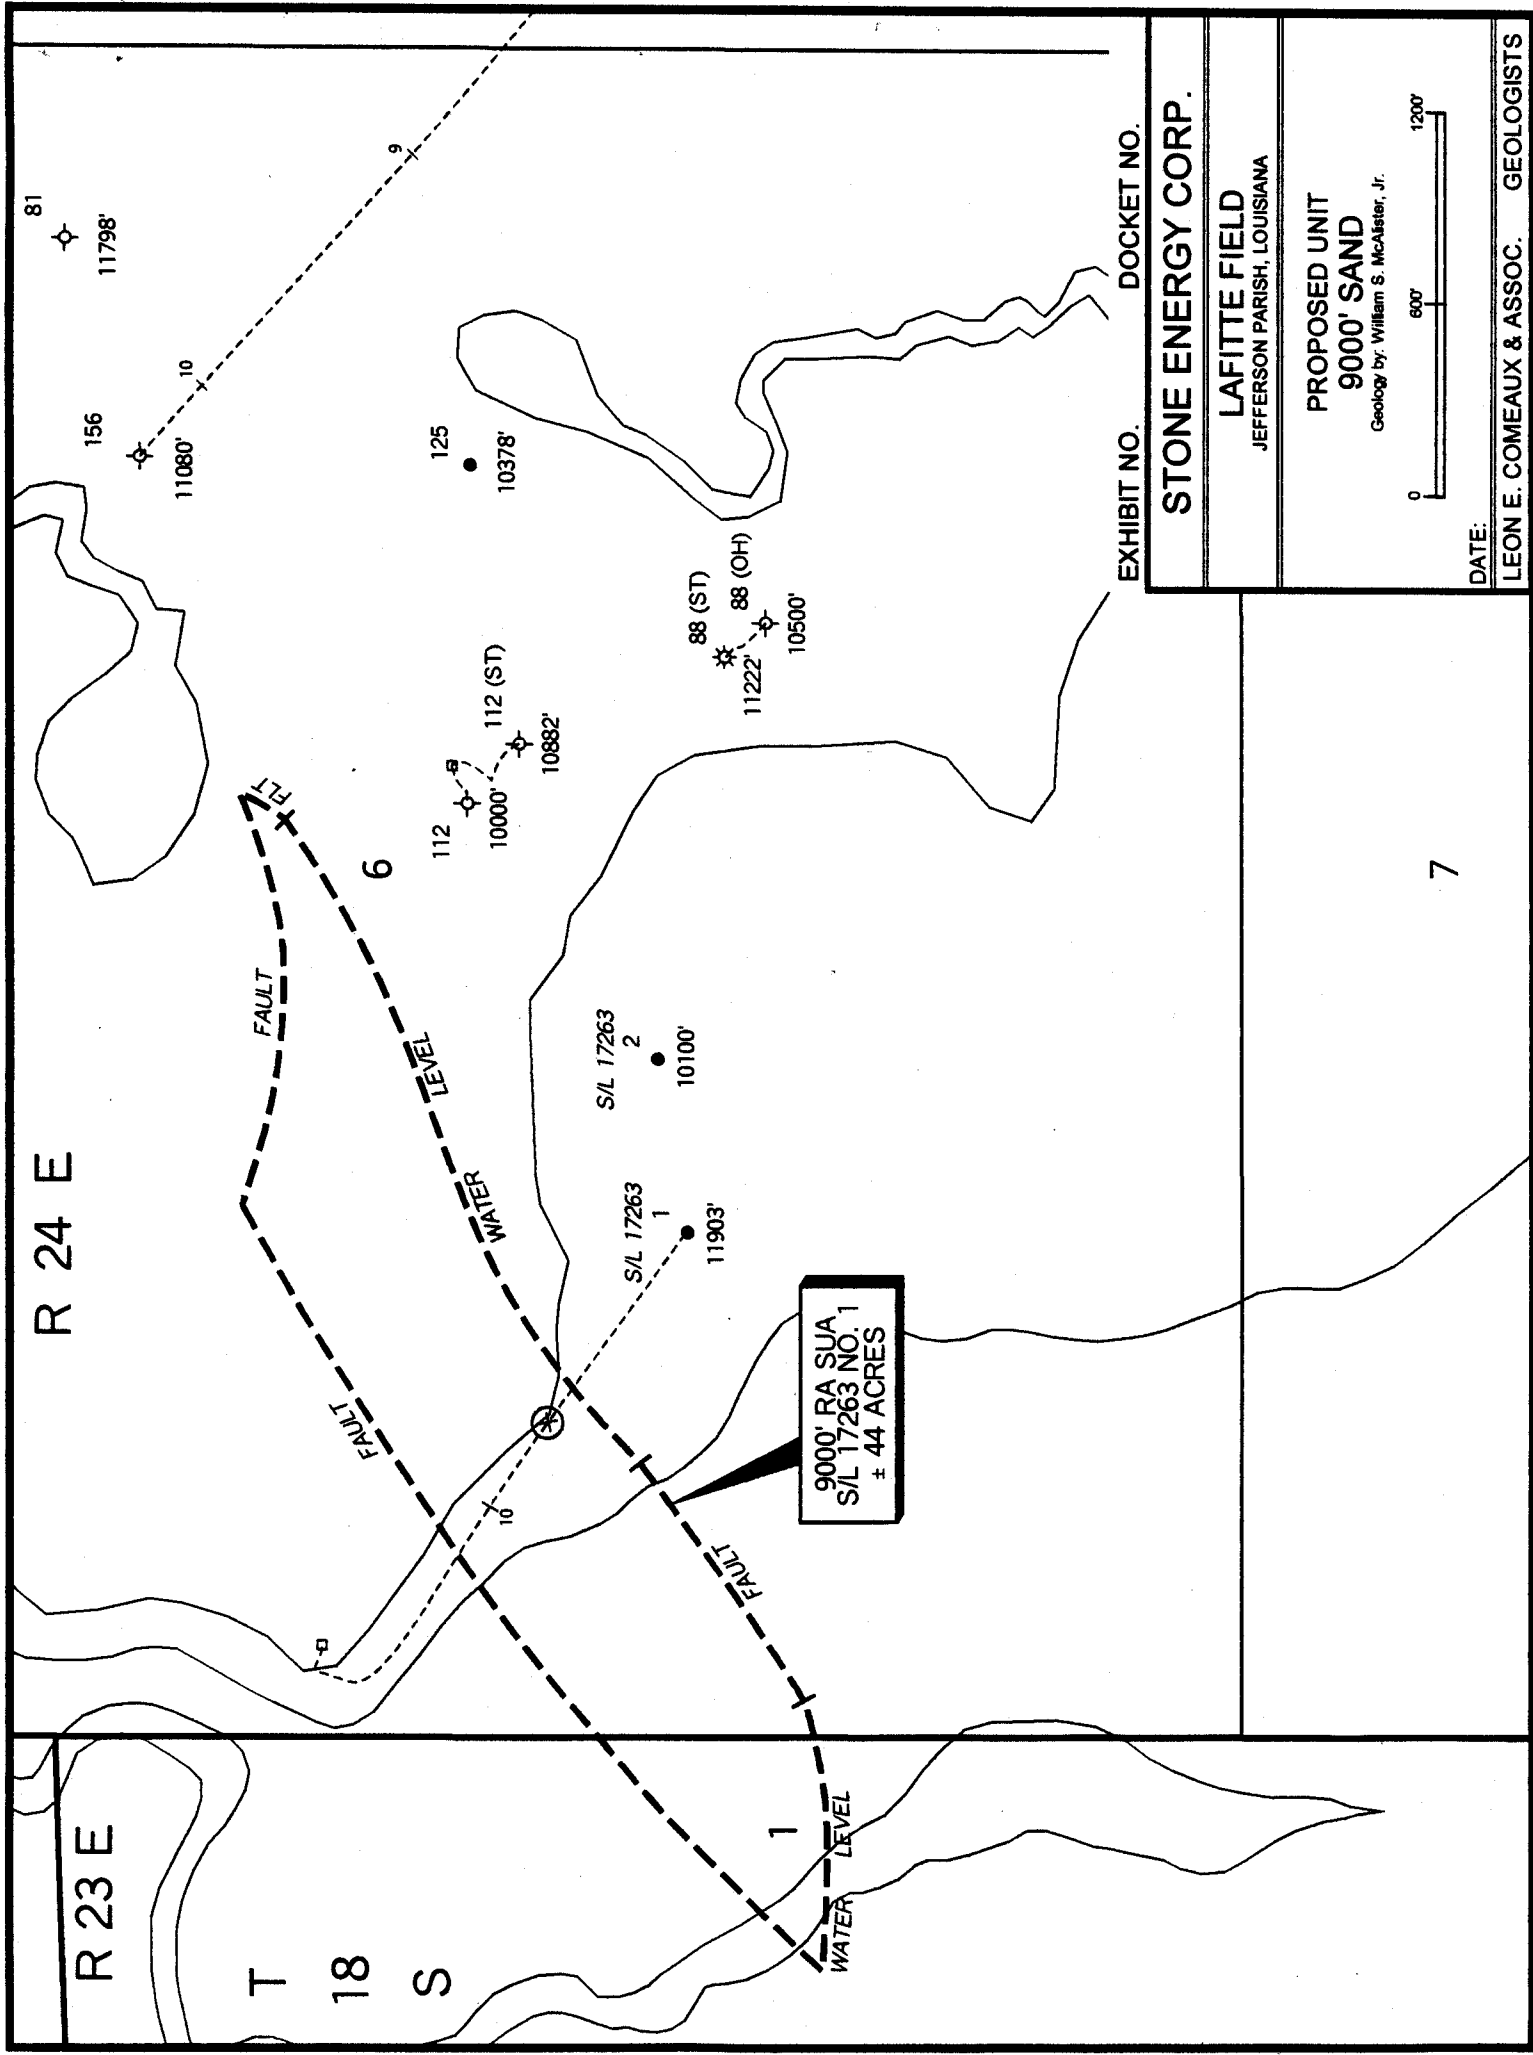 R 23 E
R 24 E
T
18
S
81
11798'
156
11080'
10
9
125
10378'
FLT
6
112
10000'
112 (ST)
10882'
88 (ST)
11222'
88 (OH)
10500'
FAULT
FAULT
WATER LEVEL
S/L 17263
2
10100'
S/L 17263
1
11903'
10
FAULT
1
WATER LEVEL
9000' RA SUA
S/L 17263 NO. 1
± 44 ACRES
7
EXHIBIT NO. DOCKET NO.
STONE ENERGY CORP.
LAFITTE FIELD
JEFFERSON PARISH, LOUISIANA
PROPOSED UNIT
9000' SAND
Geology by: William S. McAlister, Jr.
0 600' 1200'
DATE:
LEON E. COMEAUX & ASSOC. GEOLOGISTS